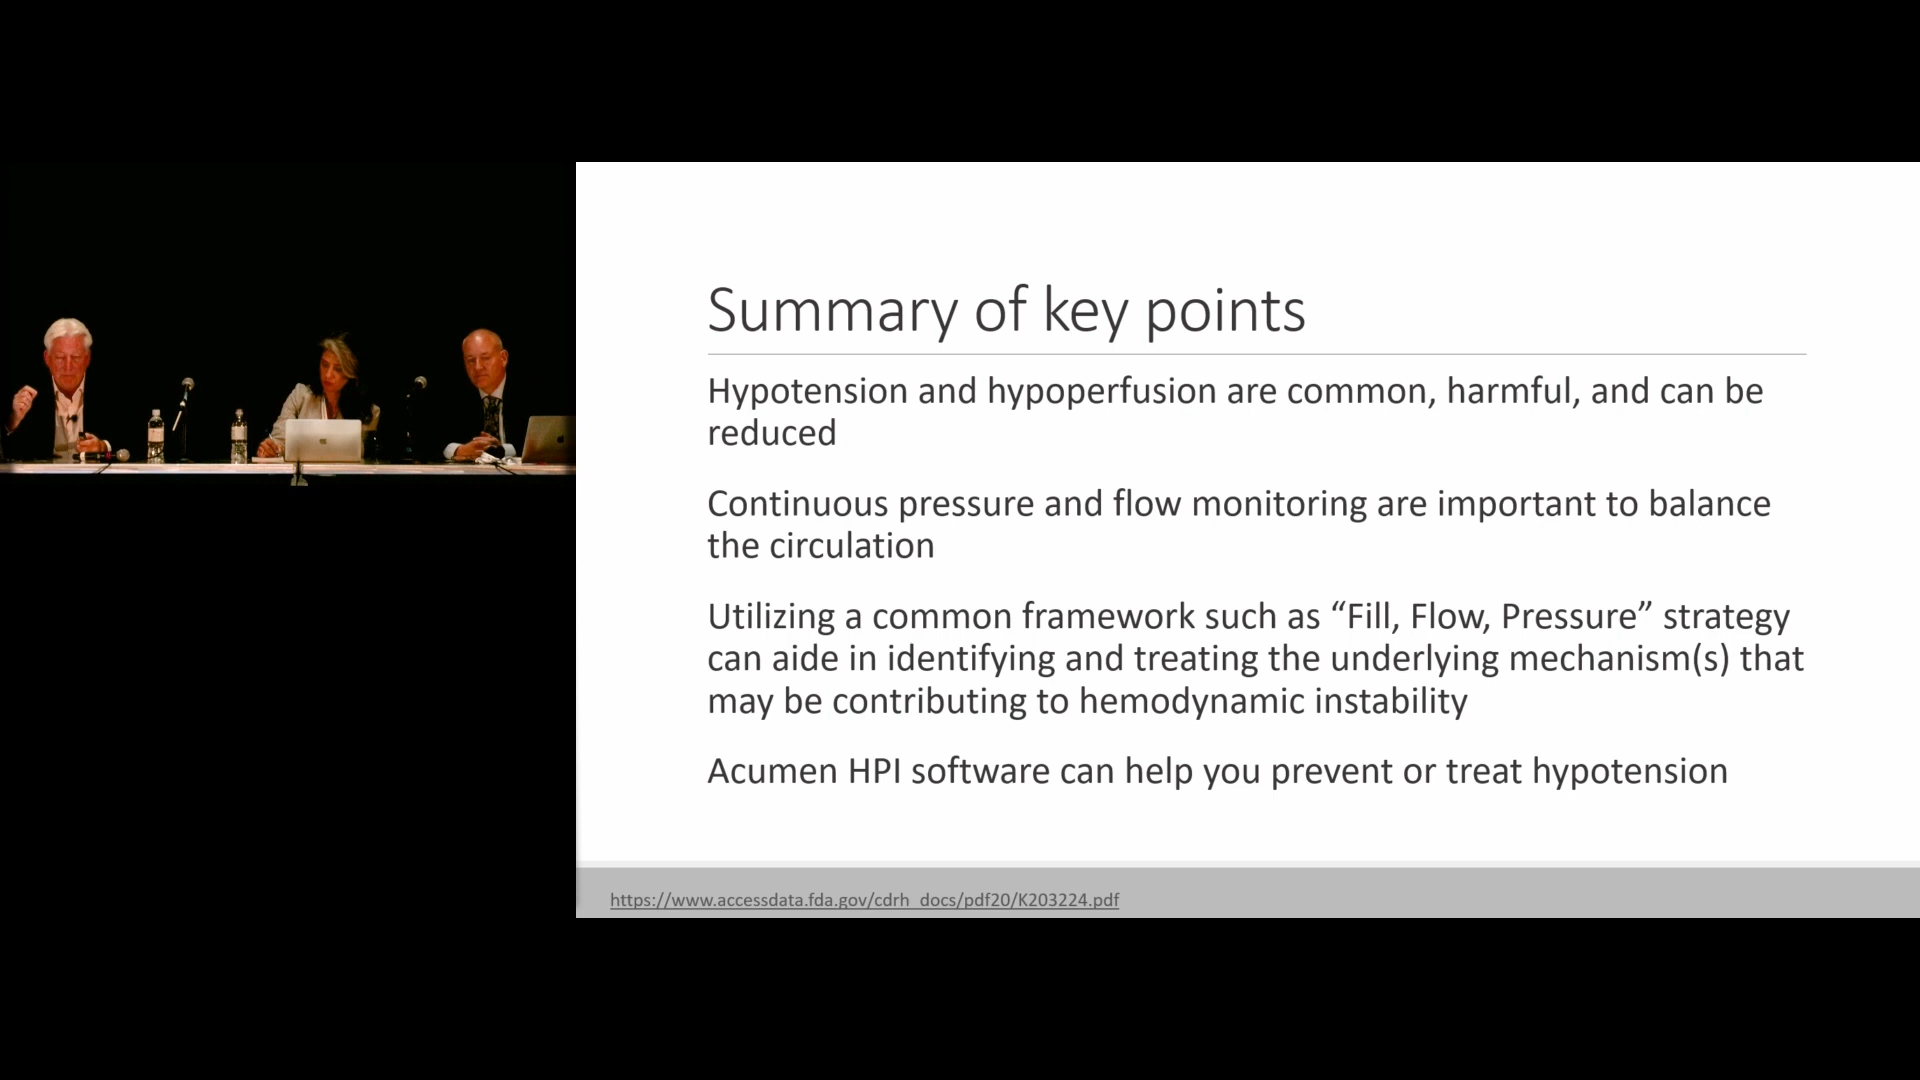 Summary of key points
Hypotension and hypoperfusion are common, harmful, and can be
reduced
Continuous pressure and flow monitoring are important to balance
the circulation
Utilizing a common framework such as “Fill, Flow, Pressure” strategy
can aide in identifying and treating the underlying mechanism(s) that
may be contributing to hemodynamic instability
Acumen HPI software can help you prevent or treat hypotension
https://www.accessdata.fda.gov/cdrh_docs/pdf20/K203224.pdf